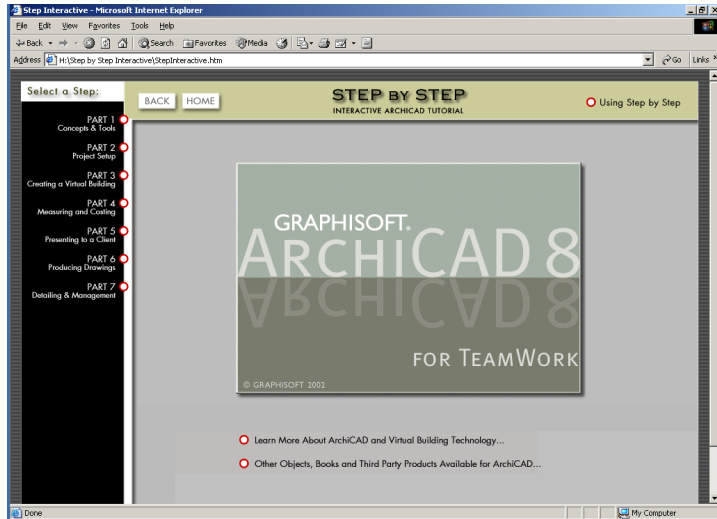 Step Interactive - Microsoft Internet Explorer
File Edit View Favorites Tools Help
Back Search Favorites Media
Address H:\Step by Step Interactive\StepInteractive.htm Go Links »
Select a Step:
BACK HOME
STEP BY STEP
INTERACTIVE ARCHICAD TUTORIAL
Using Step by Step
PART 1
Concepts & Tools
PART 2
Project Setup
PART 3
Creating a Virtual Building
PART 4
Measuring and Costing
PART 5
Presenting to a Client
PART 6
Producing Drawings
PART 7
Detailing & Management
GRAPHISOFT®
ARCHICAD 8
ARCHICAD 8
FOR TEAMWORK
© GRAPHISOFT 2002
Learn More About ArchiCAD and Virtual Building Technology...
Other Objects, Books and Third Party Products Available for ArchiCAD...
Done My Computer